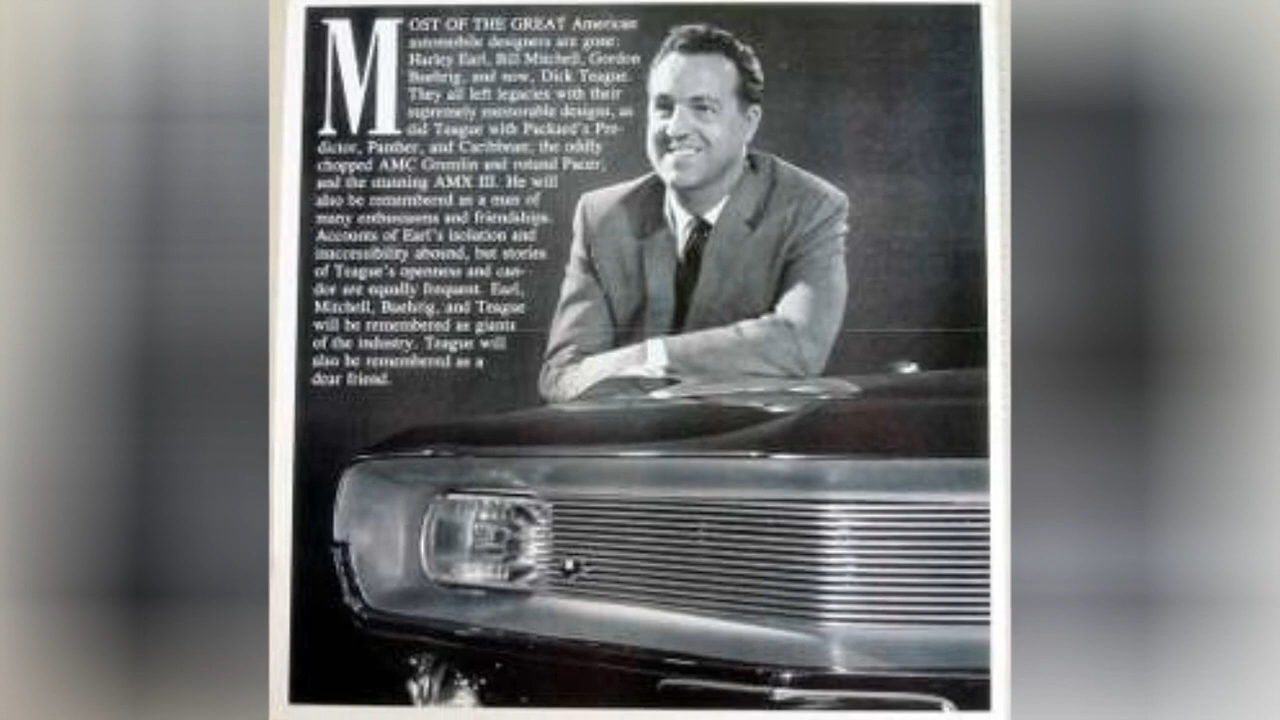 MOST OF THE GREAT American
automobile designers are gone:
Harley Earl, Bill Mitchell, Gordon
Buehrig, and now, Dick Teague.
They all left legacies with their
supremely memorable designs, as
did Teague with Packard's Pre-
dictor, Panther, and Caribbean; the oddly
chopped AMC Gremlin and rotund Pacer,
and the stunning AMX III. He will
also be remembered as a man of
many enthusiasms and friendships.
Accounts of Earl's isolation and
inaccessibility abound, but stories
of Teague's openness and can-
dor are equally frequent. Earl,
Mitchell, Buehrig, and Teague
will be remembered as giants
of the industry. Teague will
also be remembered as a
dear friend.